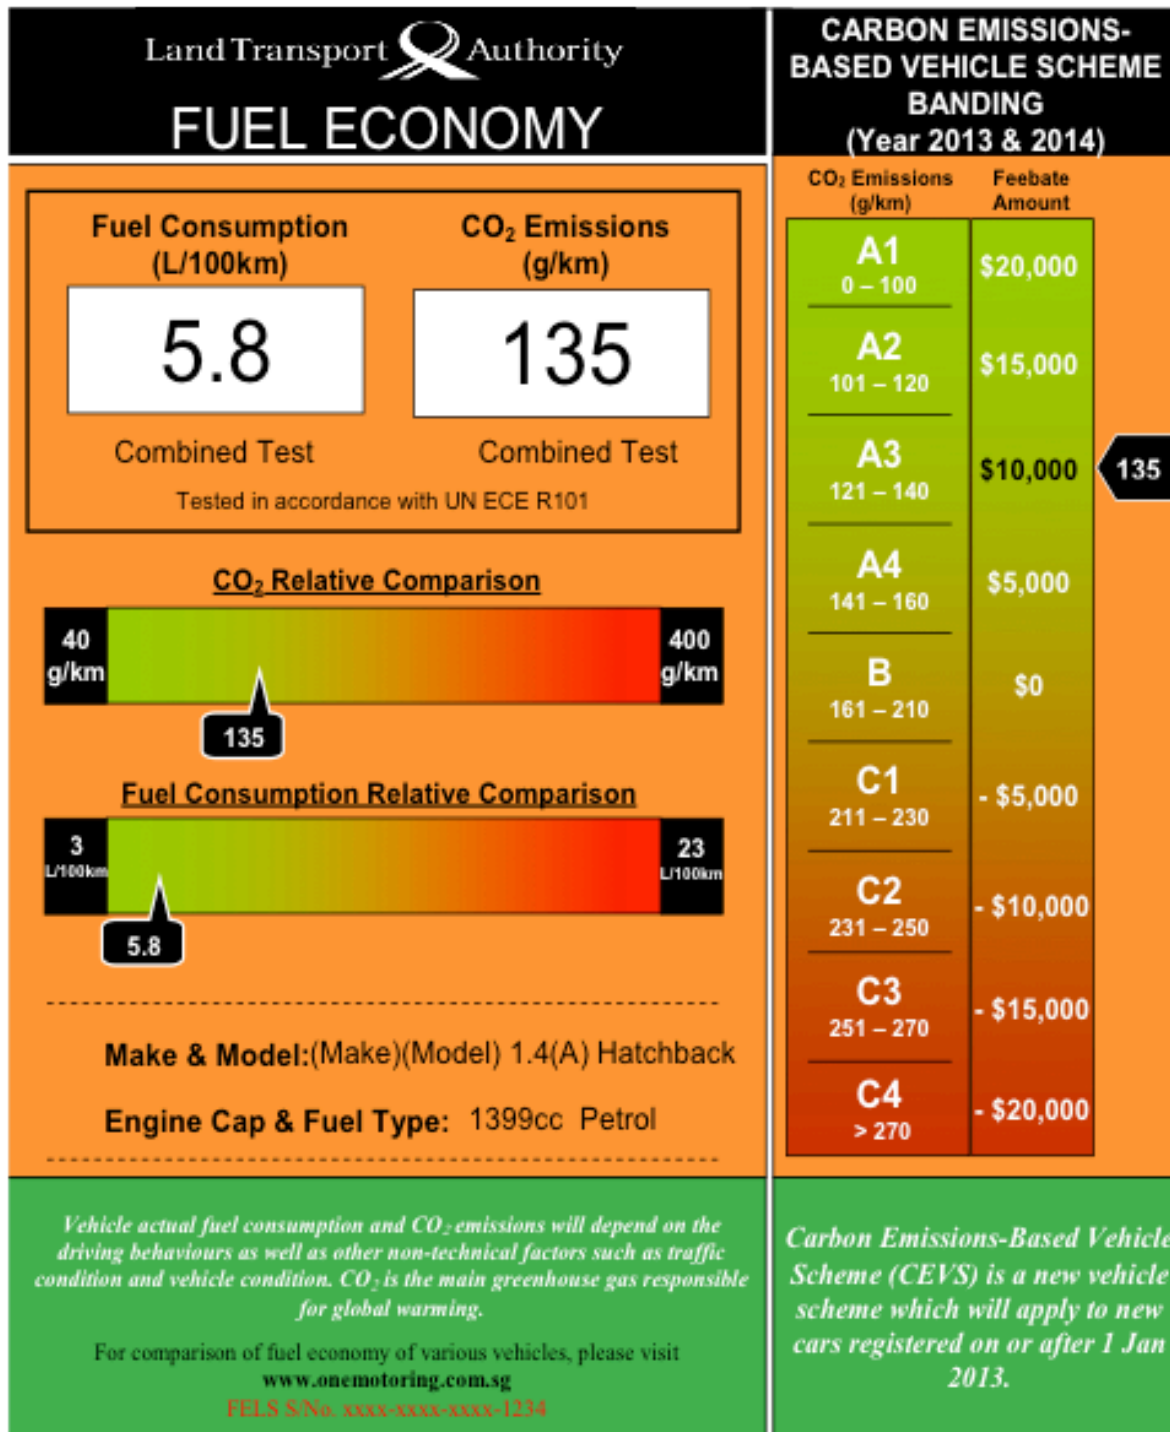 Land Transport Authority
FUEL ECONOMY
Fuel Consumption
(L/100km)
5.8
Combined Test
CO₂ Emissions
(g/km)
135
Combined Test
Tested in accordance with UN ECE R101
CO₂ Relative Comparison
40
g/km
400
g/km
135
Fuel Consumption Relative Comparison
3
L/100km
23
L/100km
5.8
Make & Model:(Make)(Model) 1.4(A) Hatchback
Engine Cap & Fuel Type: 1399cc Petrol
Vehicle actual fuel consumption and CO₂ emissions will depend on the
driving behaviours as well as other non-technical factors such as traffic
condition and vehicle condition. CO₂ is the main greenhouse gas responsible
for global warming.
For comparison of fuel economy of various vehicles, please visit
www.onemotoring.com.sg
FELS S/No. xxxx-xxxx-xxxx-1234
CARBON EMISSIONS-
BASED VEHICLE SCHEME
BANDING
(Year 2013 & 2014)
CO₂ Emissions
(g/km)
Feebate
Amount
A1
0 – 100
$20,000
A2
101 – 120
$15,000
A3
121 – 140
$10,000
135
A4
141 – 160
$5,000
B
161 – 210
$0
C1
211 – 230
- $5,000
C2
231 – 250
- $10,000
C3
251 – 270
- $15,000
C4
> 270
- $20,000
Carbon Emissions-Based Vehicle
Scheme (CEVS) is a new vehicle
scheme which will apply to new
cars registered on or after 1 Jan
2013.